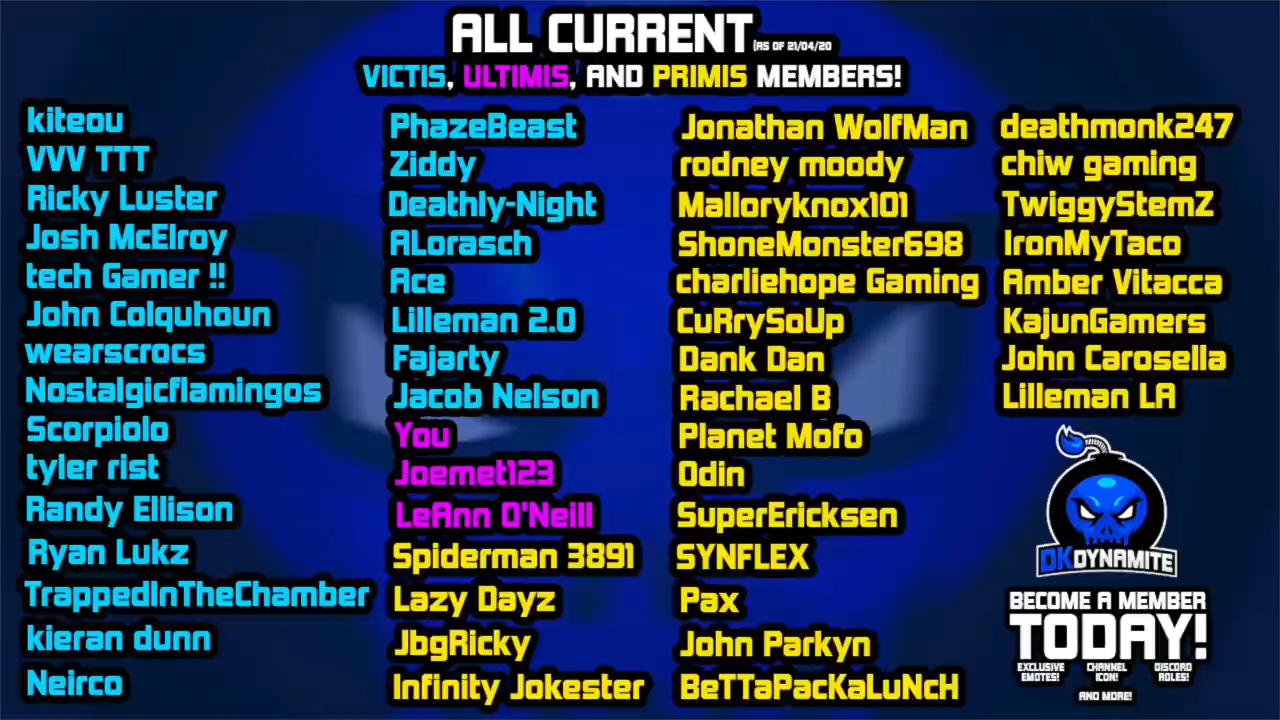 ALL CURRENT (AS OF 21/04/20
VICTIS, ULTIMIS, AND PRIMIS MEMBERS!
kiteou
VVV TTT
Ricky Luster
Josh McElroy
tech Gamer !!
John Colquhoun
wearscrocs
Nostalgicflamingos
Scorpiolo
tyler rist
Randy Ellison
Ryan Lukz
TrappedInTheChamber
kieran dunn
Neirco
PhazeBeast
Ziddy
Deathly-Night
ALorasch
Ace
Lilleman 2.0
Fajarty
Jacob Nelson
You
Joemet123
LeAnn O'Neill
Spiderman 3891
Lazy Dayz
JbgRicky
Infinity Jokester
Jonathan WolfMan
rodney moody
Malloryknox101
ShoneMonster698
charliehope Gaming
CuRrySoUp
Dank Dan
Rachael B
Planet Mofo
Odin
SuperEricksen
SYNFLEX
Pax
John Parkyn
BeTTaPacKaLuNcH
deathmonk247
chiw gaming
TwiggyStemZ
IronMyTaco
Amber Vitacca
KajunGamers
John Carosella
Lilleman LA
DKDYNAMITE
BECOME A MEMBER
TODAY!
EXCLUSIVE EMOTES!
CHANNEL ICON!
DISCORD ROLES!
AND MORE!